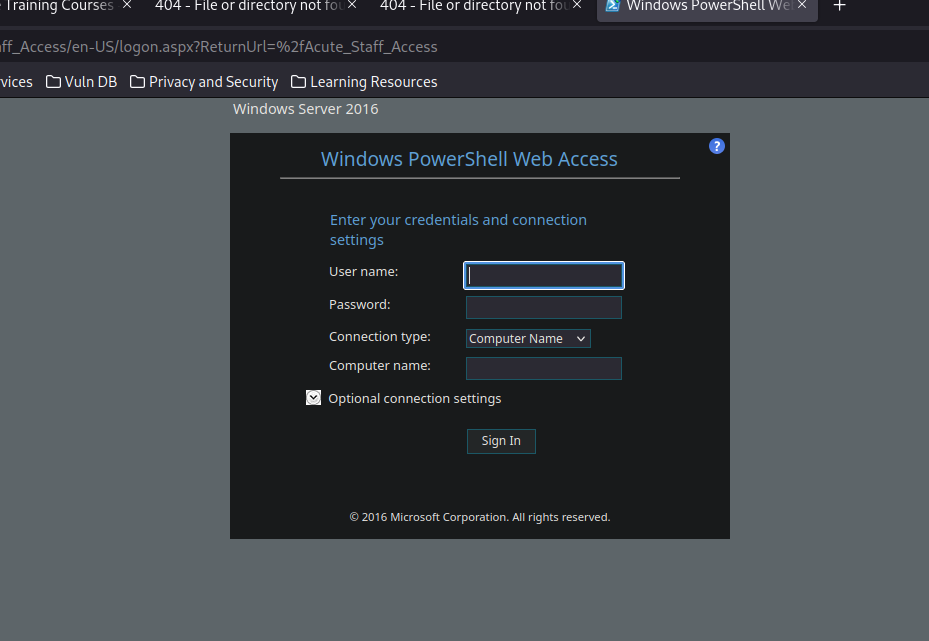 Training Courses
404 - File or directory not fou
404 - File or directory not fou
Windows PowerShell We
ff_Access/en-US/logon.aspx?ReturnUrl=%2fAcute_Staff_Access
vices Vuln DB Privacy and Security Learning Resources
Windows Server 2016
?
Windows PowerShell Web Access
Enter your credentials and connection
settings
User name:
Password:
Connection type: Computer Name
Computer name:
Optional connection settings
Sign In
© 2016 Microsoft Corporation. All rights reserved.